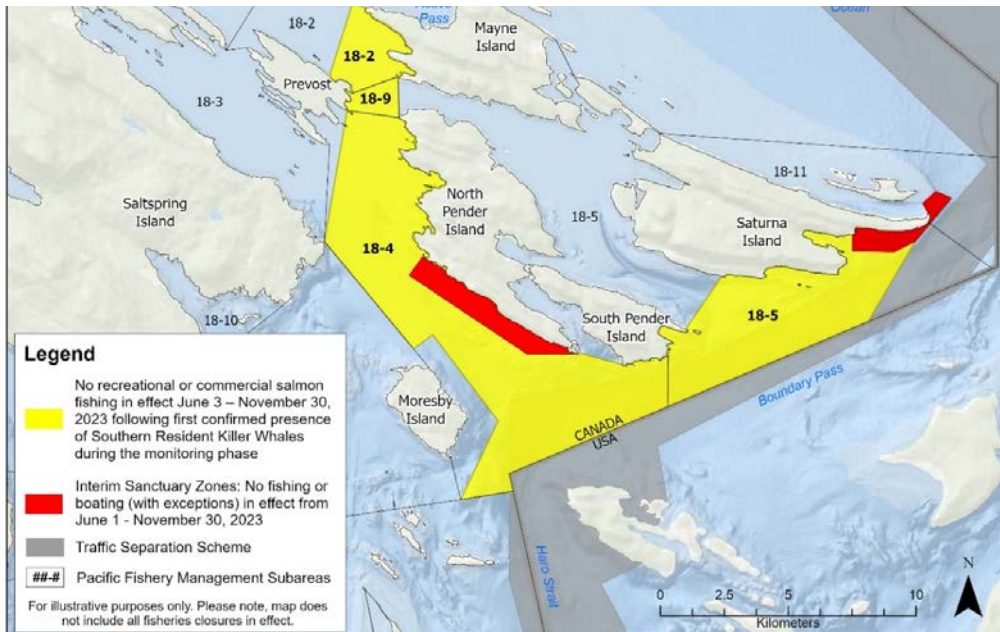 Active
Pass
Ocean
18-2
18-2
Mayne
Island
Prevost
18-9
18-3
18-11
North
Pender
Island
Saltspring
Island
18-5
Saturna
Island
18-4
18-10
South Pender
Island
18-5
Legend
No recreational or commercial salmon
fishing in effect June 3 – November 30,
2023 following first confirmed presence
of Southern Resident Killer Whales
during the monitoring phase
Interim Sanctuary Zones: No fishing or
boating (with exceptions) in effect from
June 1 - November 30, 2023
Traffic Separation Scheme
##-# Pacific Fishery Management Subareas
For illustrative purposes only. Please note, map does
not include all fisheries closures in effect.
Moresby
Island
Boundary Pass
CANADA
USA
Haro Strait
N
0 2.5 5 10
Kilometers